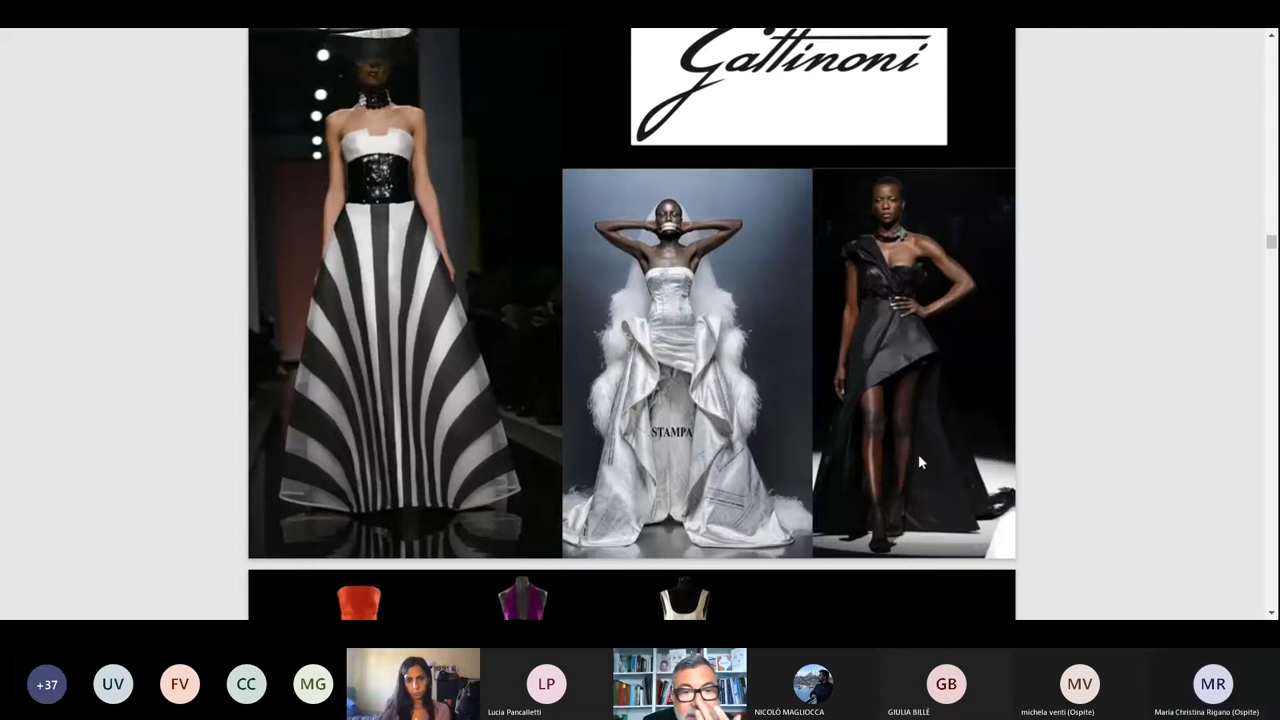 Gattinoni
STAMPA
+37
UV
FV
CC
MG
LP
Lucia Pancalletti
NICOLÒ MAGLIOCCA
GB
GIULIA BILLÈ
MV
michela venti (Ospite)
MR
Maria Christina Rigano (Ospite)